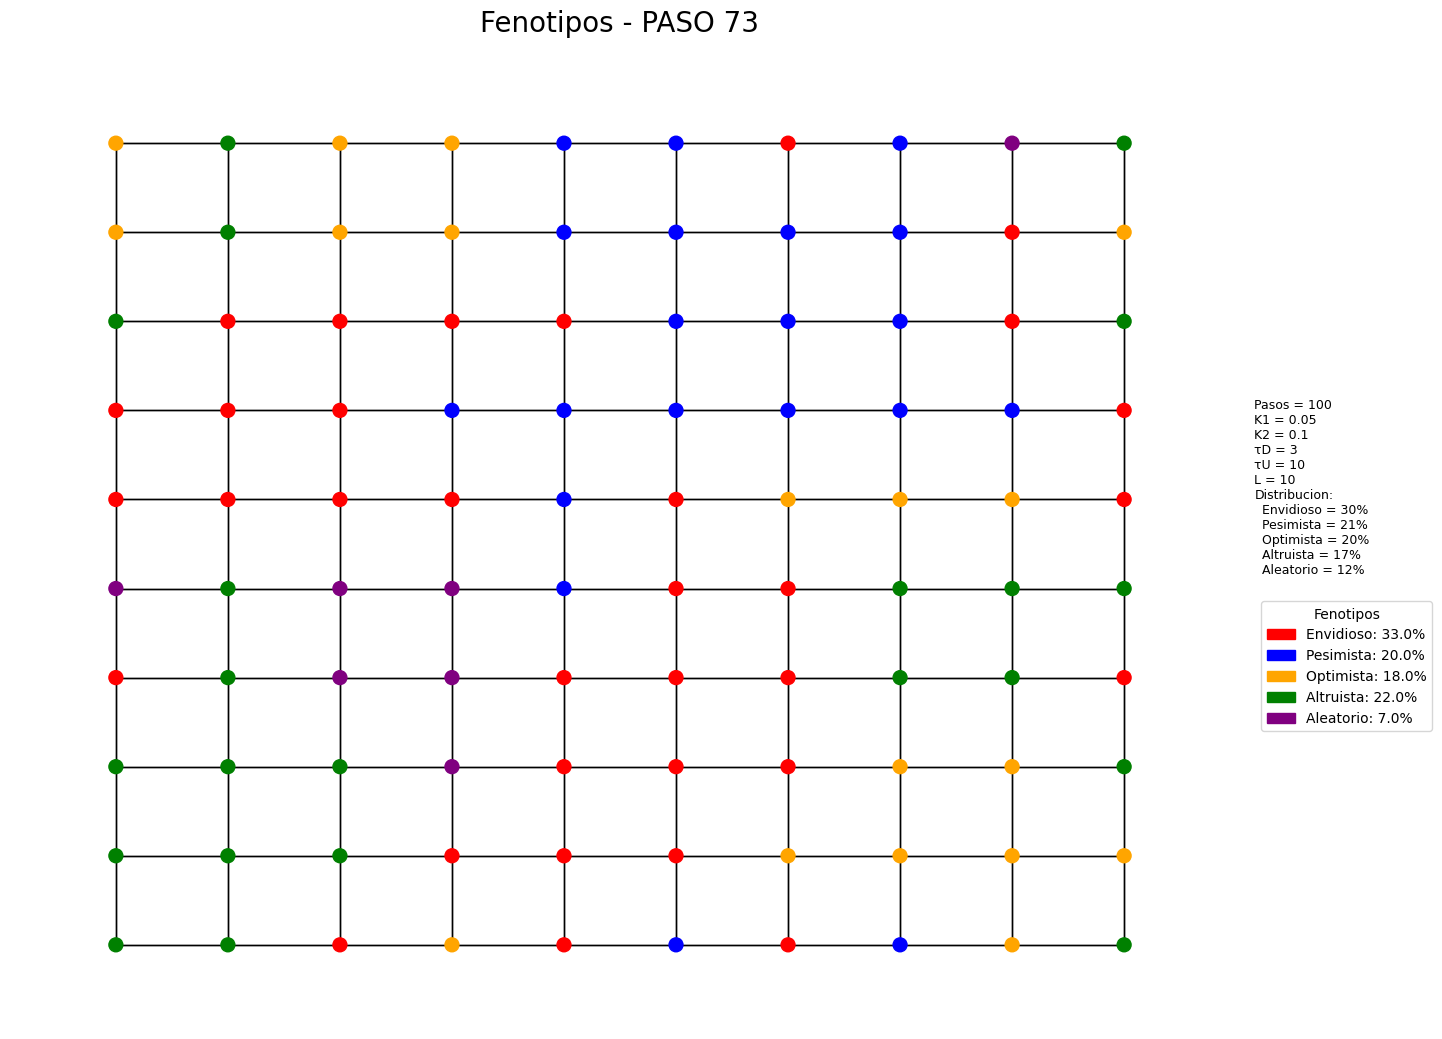 Fenotipos - PASO 73
Pasos = 100
K1 = 0.05
K2 = 0.1
τD = 3
τU = 10
L = 10
Distribucion:
Envidioso = 30%
Pesimista = 21%
Optimista = 20%
Altruista = 17%
Aleatorio = 12%
Fenotipos
Envidioso: 33.0%
Pesimista: 20.0%
Optimista: 18.0%
Altruista: 22.0%
Aleatorio: 7.0%